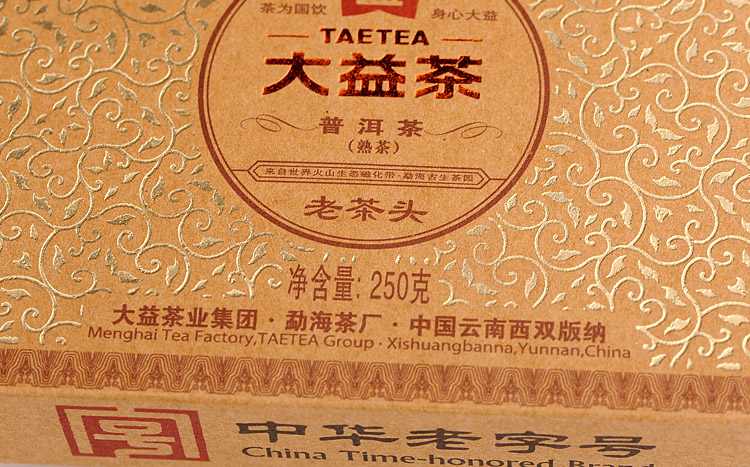 茶为国饮 身心大益
TAETEA
大益茶
普洱茶
(熟茶)
来自世界火山生态磁化带·勐海古生茶园
老茶头
净含量: 250克
大益茶业集团·勐海茶厂·中国云南西双版纳
Menghai Tea Factory,TAETEA Group·Xishuangbanna,Yunnan,China
中华老字号
China Time-honored Brand